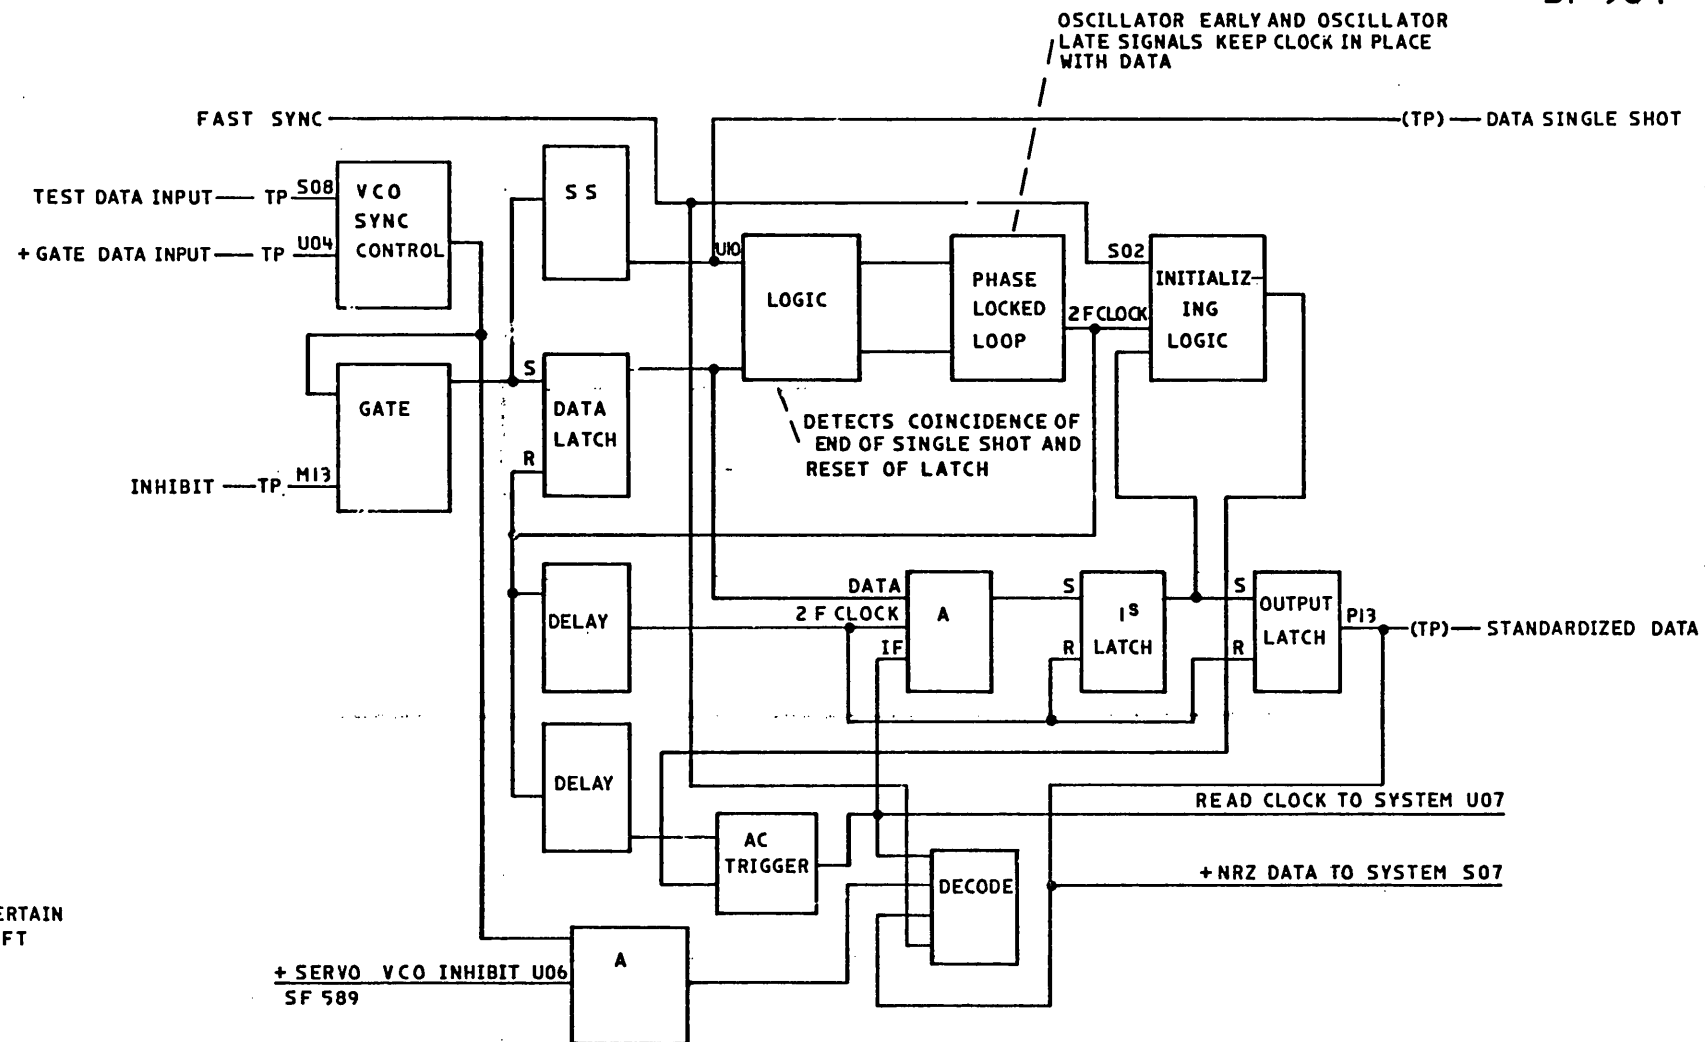 OSCILLATOR EARLY AND OSCILLATOR
LATE SIGNALS KEEP CLOCK IN PLACE
WITH DATA
FAST SYNC
(TP) DATA SINGLE SHOT
TEST DATA INPUT TP S08
+ GATE DATA INPUT TP U04
VCO
SYNC
CONTROL
SS
U10
LOGIC
PHASE
LOCKED
LOOP
2F CLOCK
S02
INITIALIZ-
ING
LOGIC
GATE
INHIBIT TP M13
S
DATA
LATCH
R
DETECTS COINCIDENCE OF
END OF SINGLE SHOT AND
RESET OF LATCH
DELAY
DATA
2 F CLOCK
IF
A
S
1S
LATCH
R
S
OUTPUT
LATCH
R
P13
(TP) STANDARDIZED DATA
DELAY
AC
TRIGGER
READ CLOCK TO SYSTEM U07
DECODE
+ NRZ DATA TO SYSTEM S07
ERTAIN
FT
+ SERVO VCO INHIBIT U06
SF 589
A